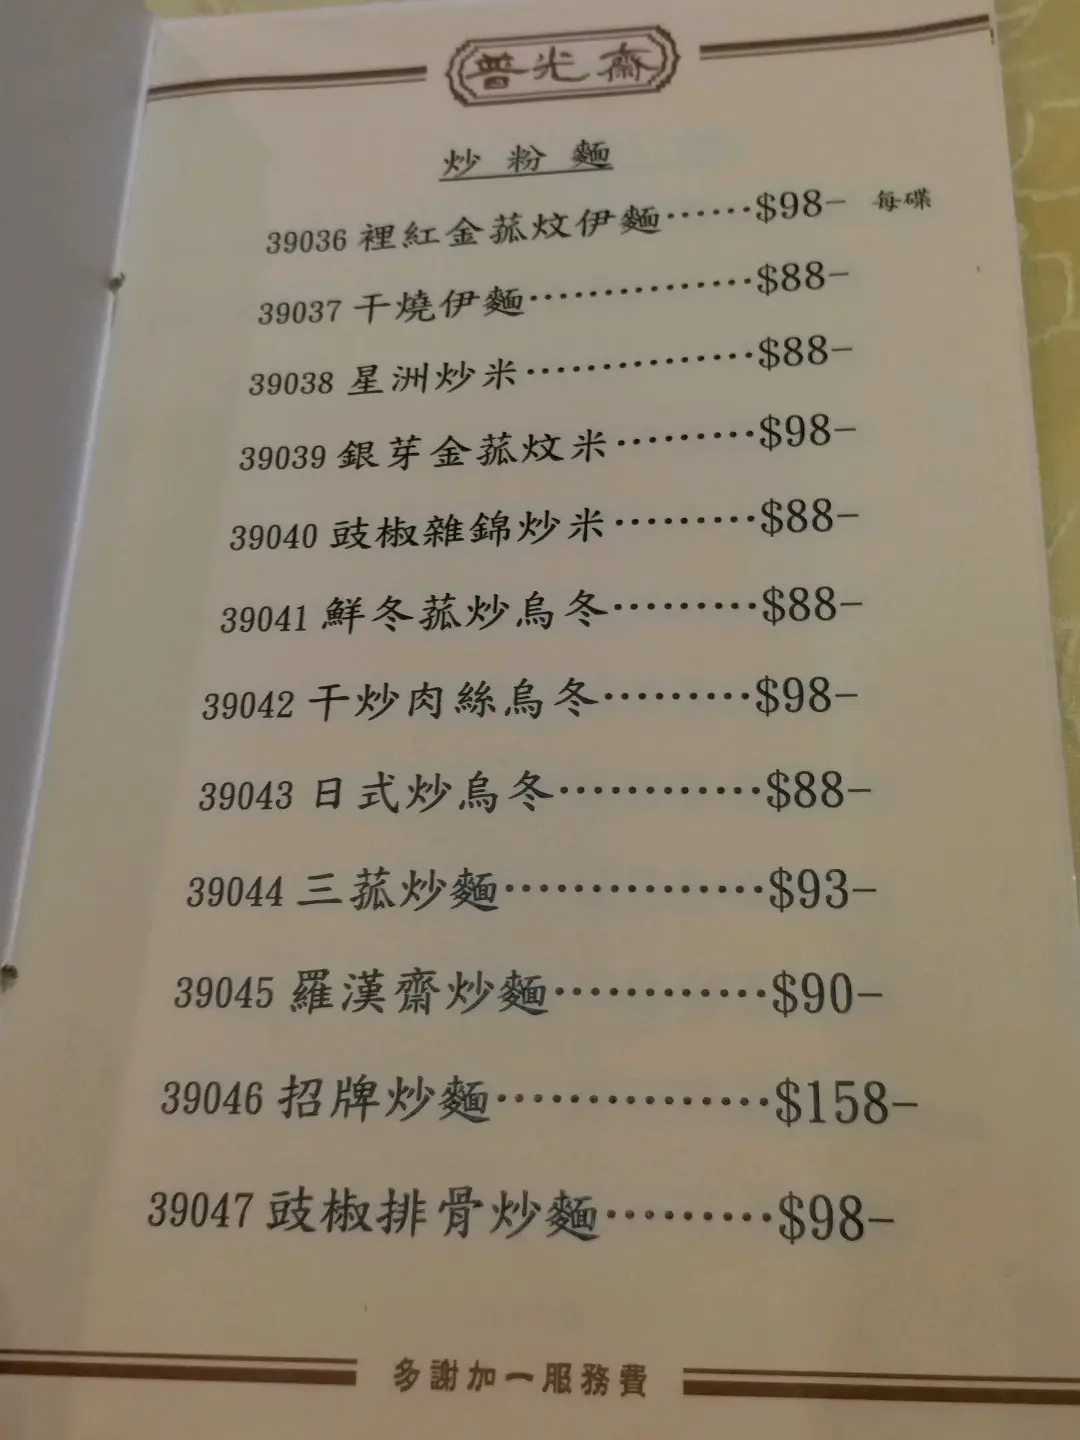 普光齋
炒粉麵
39036 裡紅金菰炆伊麵······$98- 每碟
39037 干燒伊麵···············$88-
39038 星洲炒米···············$88-
39039 銀芽金菰炆米·········$98-
39040 豉椒雜錦炒米·········$88-
39041 鮮冬菰炒烏冬·········$88-
39042 干炒肉絲烏冬·········$98-
39043 日式炒烏冬············$88-
39044 三菰炒麵···············$93-
39045 羅漢齋炒麵············$90-
39046 招牌炒麵···············$158-
39047 豉椒排骨炒麵·········$98-
多謝加一服務費